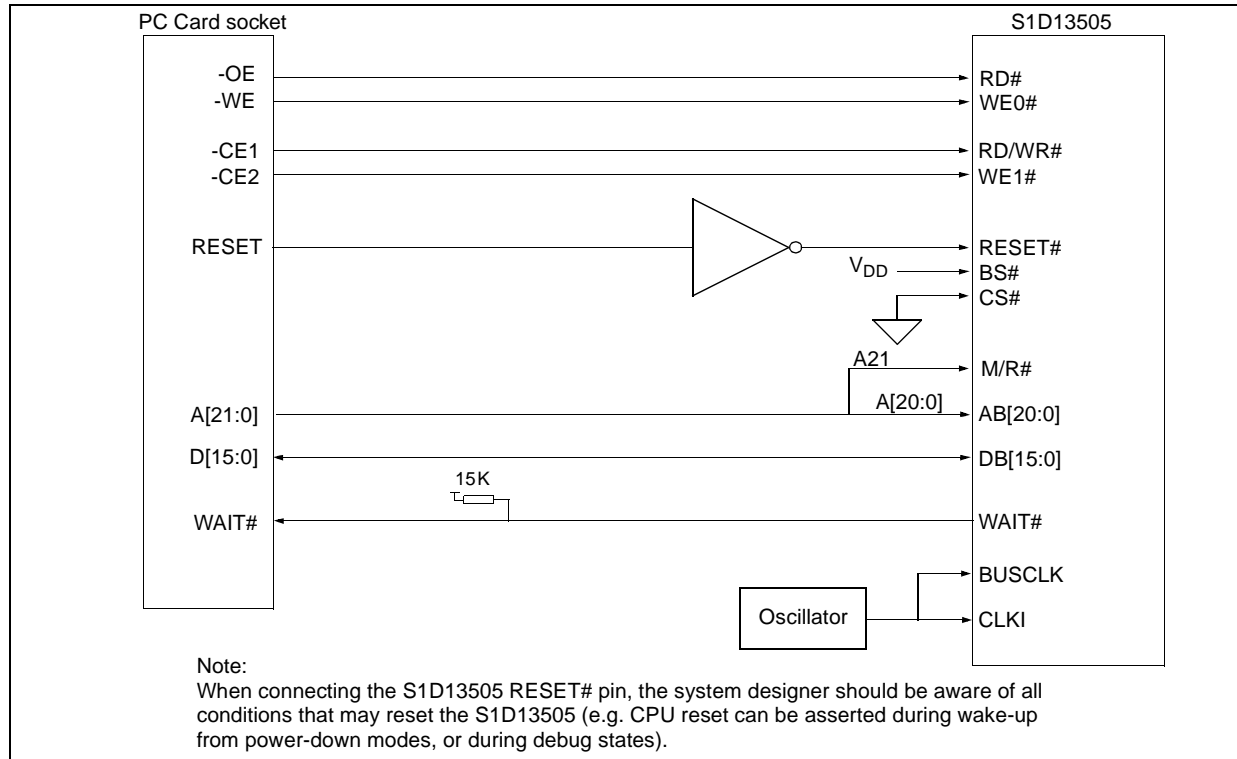 PC Card socket
S1D13505
-OE
RD#
-WE
WE0#
-CE1
RD/WR#
-CE2
WE1#
RESET
RESET#
VDD
BS#
CS#
A21
M/R#
A[21:0]
A[20:0]
AB[20:0]
D[15:0]
DB[15:0]
15K
WAIT#
WAIT#
BUSCLK
Oscillator
CLKI
Note:
When connecting the S1D13505 RESET# pin, the system designer should be aware of all
conditions that may reset the S1D13505 (e.g. CPU reset can be asserted during wake-up
from power-down modes, or during debug states).